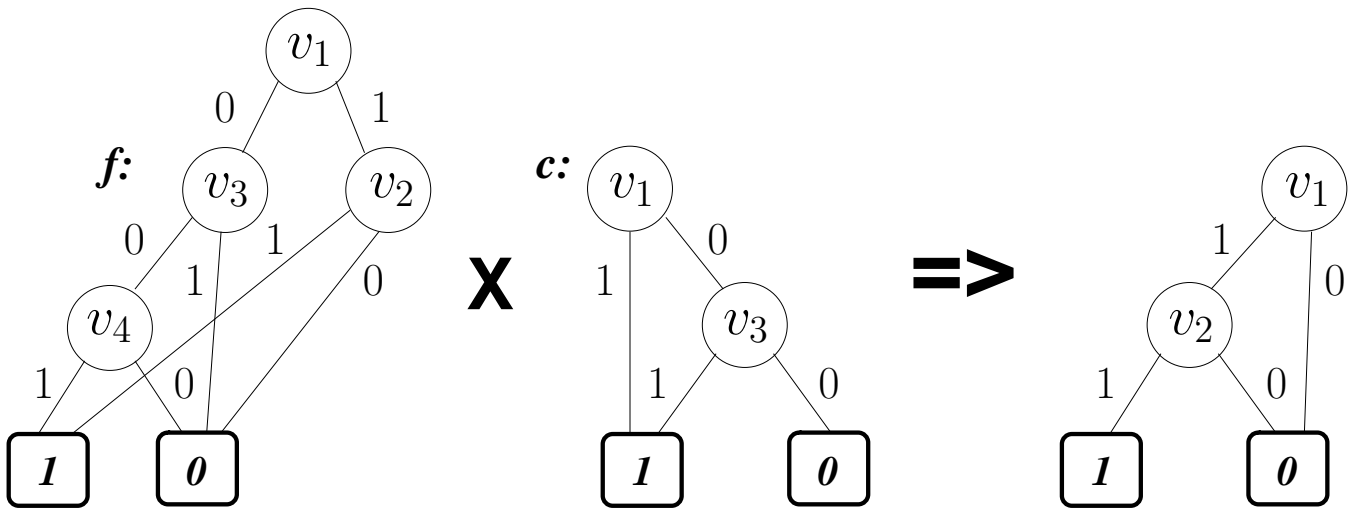 v₁
0 1
f: v₃ v₂ c: v₁ v₁
0 1 1 0 X 1 0 => 1 0
v₄ v₃ v₂
1 0 1 0 1 0
1 0 1 0 1 0